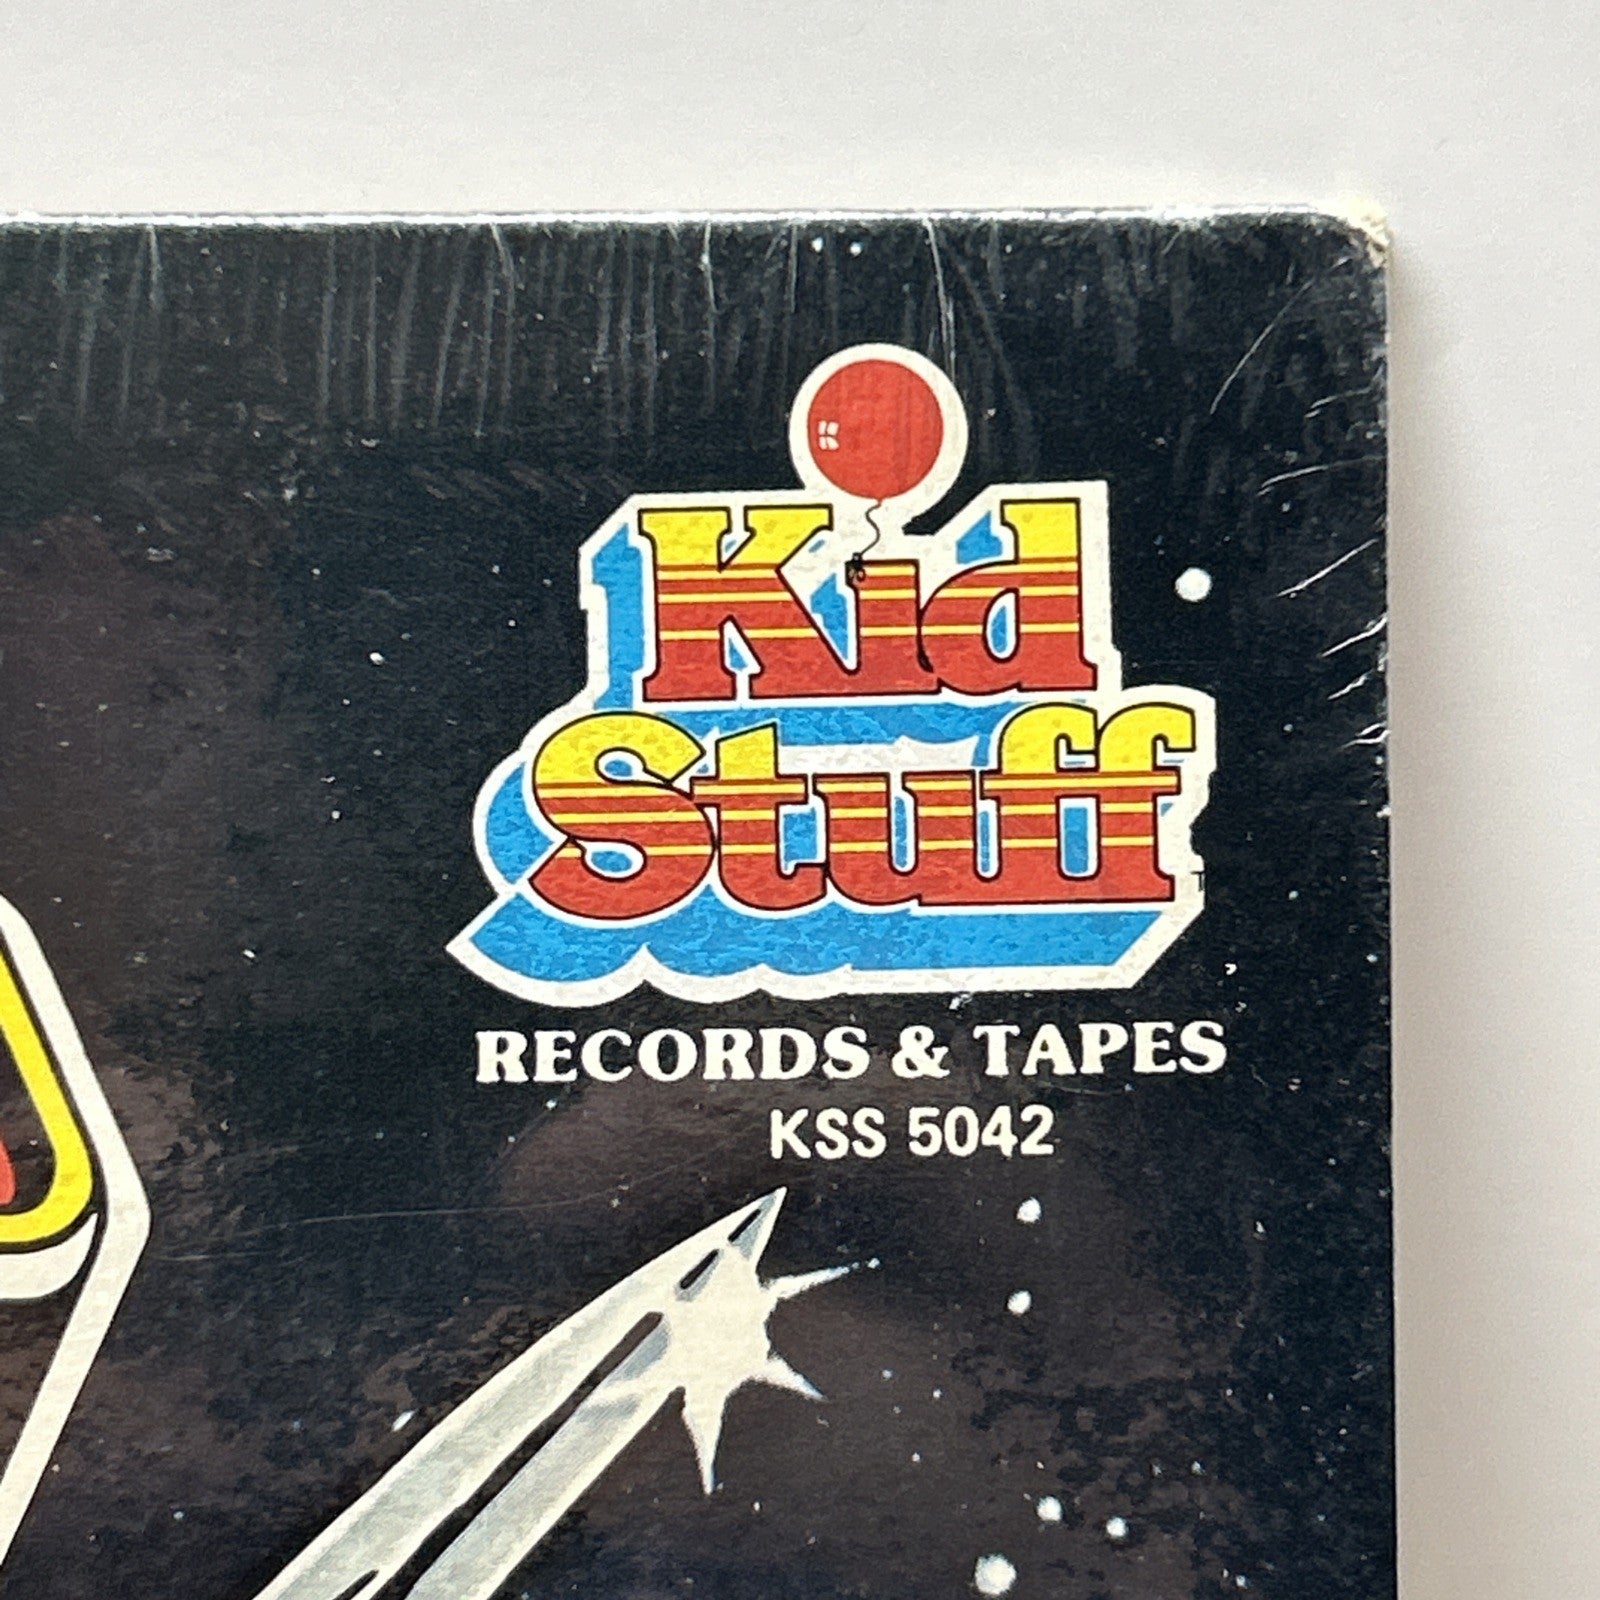 Kid
Stuff
RECORDS & TAPES
KSS 5042